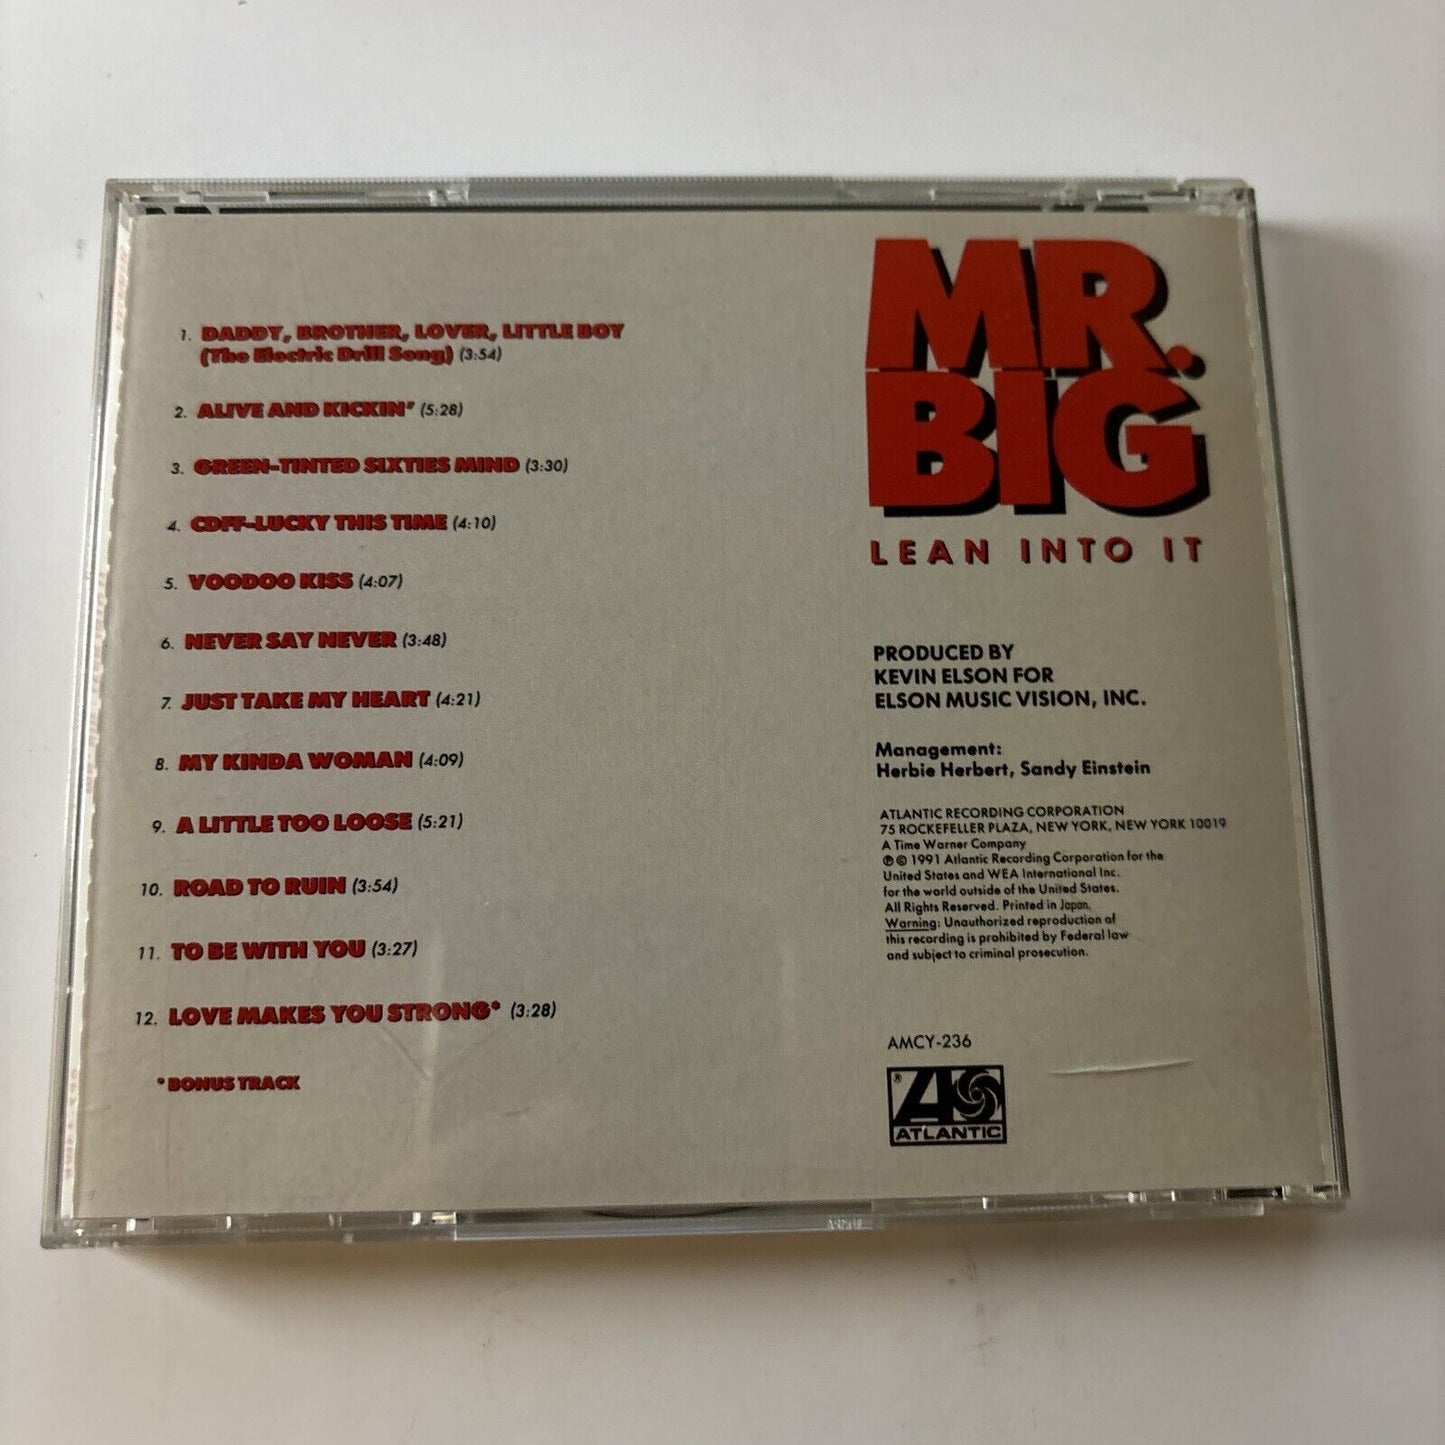 1. DADDY, BROTHER, LOVER, LITTLE BOY
(The Electric Drill Song) (3:54)
2. ALIVE AND KICKIN' (5:28)
3. GREEN-TINTED SIXTIES MIND (3:30)
4. CDFF-LUCKY THIS TIME (4:10)
5. VOODOO KISS (4:07)
6. NEVER SAY NEVER (3:48)
7. JUST TAKE MY HEART (4:21)
8. MY KINDA WOMAN (4:09)
9. A LITTLE TOO LOOSE (5:21)
10. ROAD TO RUIN (3:54)
11. TO BE WITH YOU (3:27)
12. LOVE MAKES YOU STRONG* (3:28)
*BONUS TRACK
MR.
BIG
LEAN INTO IT
PRODUCED BY
KEVIN ELSON FOR
ELSON MUSIC VISION, INC.
Management:
Herbie Herbert, Sandy Einstein
ATLANTIC RECORDING CORPORATION
75 ROCKEFELLER PLAZA, NEW YORK, NEW YORK 10019
A Time Warner Company
℗ © 1991 Atlantic Recording Corporation for the
United States and WEA International Inc.
for the world outside of the United States.
All Rights Reserved. Printed in Japan.
Warning: Unauthorized reproduction of
this recording is prohibited by Federal law
and subject to criminal prosecution.
AMCY-236
® A
ATLANTIC